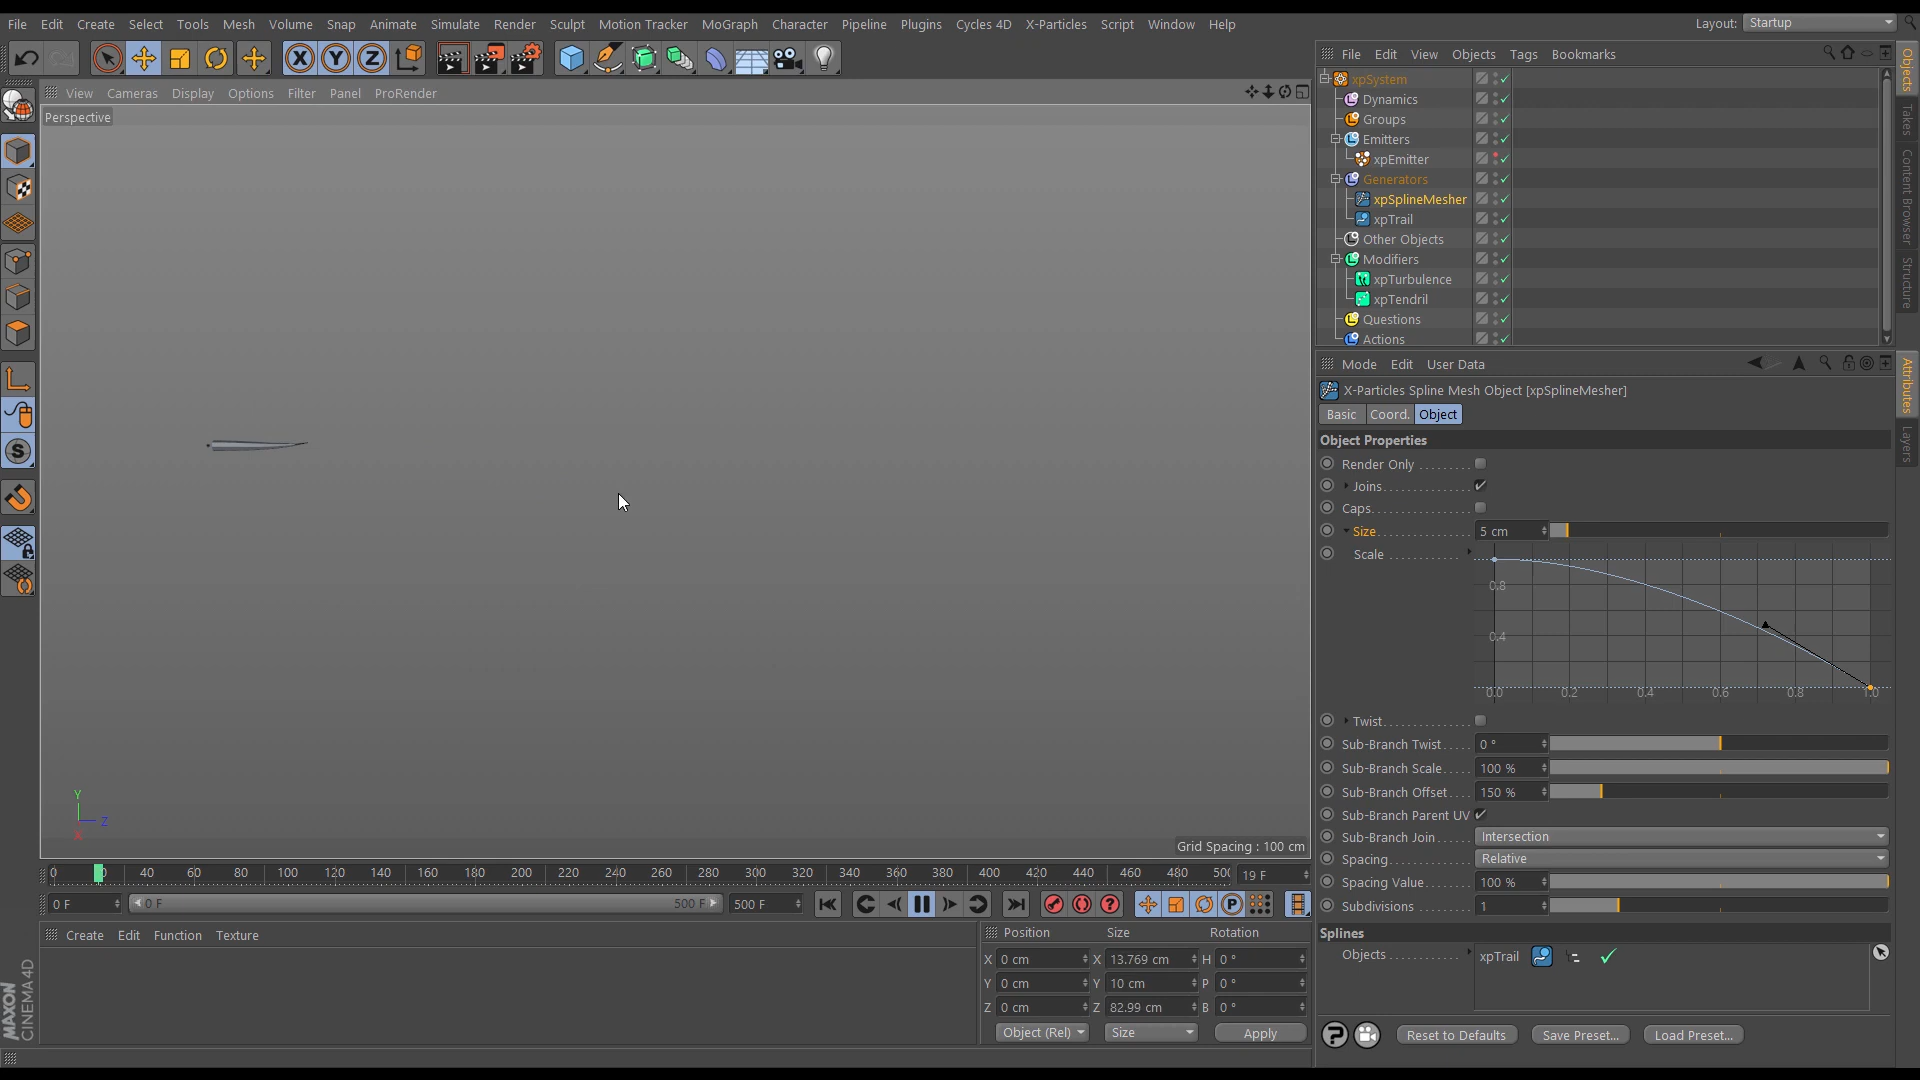 File Edit Create Select Tools Mesh Volume Snap Animate Simulate Render Sculpt Motion Tracker MoGraph Character Pipeline Plugins Cycles 4D X-Particles Script Window Help
Layout: Startup
View Cameras Display Options Filter Panel ProRender
Perspective
Y
Z
X
Grid Spacing : 100 cm
0 40 60 80 100 120 140 160 180 200 220 240 260 280 300 320 340 360 380 400 420 440 460 480 500 19 F
0 F 0 F 500 F 500 F
Create Edit Function Texture
MAXON
CINEMA 4D
Position Size Rotation
X 0 cm X 13.769 cm H 0 °
Y 0 cm Y 10 cm P 0 °
Z 0 cm Z 82.99 cm B 0 °
Object (Rel) Size Apply
File Edit View Objects Tags Bookmarks
xpSystem
Dynamics
Groups
Emitters
xpEmitter
Generators
xpSplineMesher
xpTrail
Other Objects
Modifiers
xpTurbulence
xpTendril
Questions
Actions
Mode Edit User Data
X-Particles Spline Mesh Object [xpSplineMesher]
Basic Coord. Object
Object Properties
Render Only
Joins
Caps
Size 5 cm
Scale
0.8
0.4
0.0 0.2 0.4 0.6 0.8 1.0
Twist
Sub-Branch Twist 0 °
Sub-Branch Scale 100 %
Sub-Branch Offset 150 %
Sub-Branch Parent UV
Sub-Branch Join Intersection
Spacing Relative
Spacing Value 100 %
Subdivisions 1
Splines
Objects xpTrail
Reset to Defaults Save Preset... Load Preset...
Objects
Takes
Content Browser
Structure
Attributes
Layers